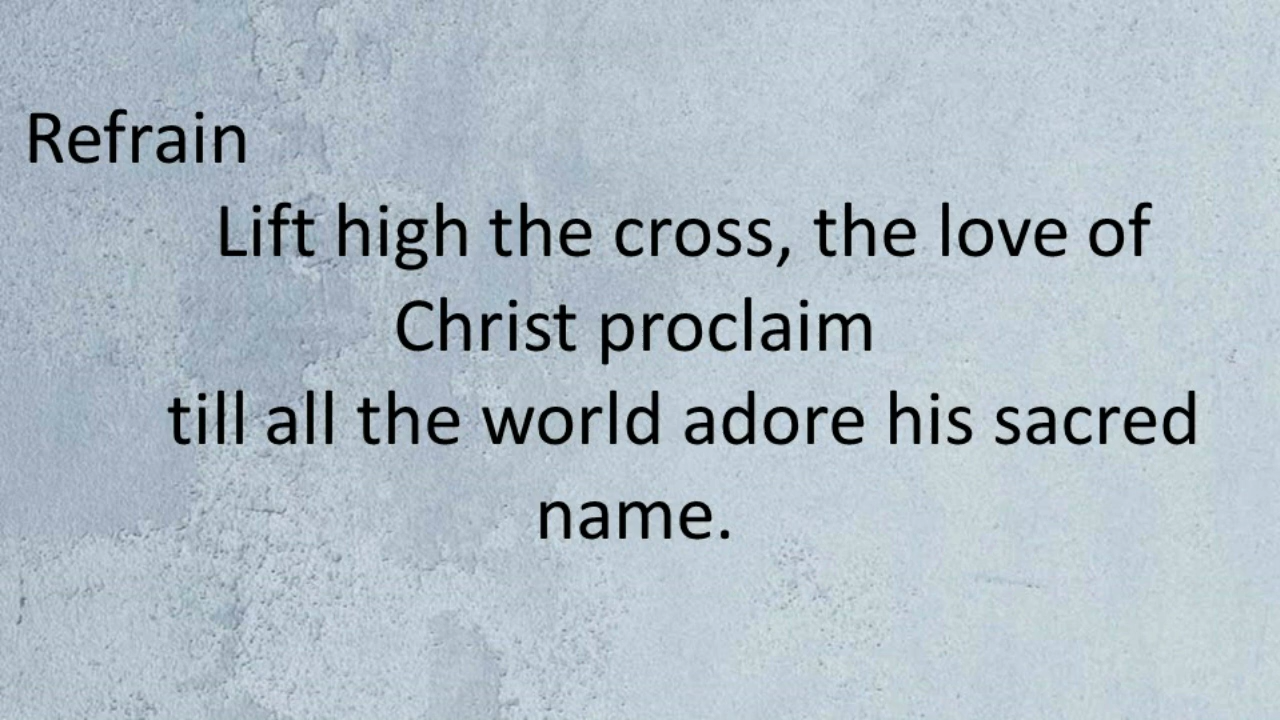 Refrain
Lift high the cross, the love of
Christ proclaim
till all the world adore his sacred
name.